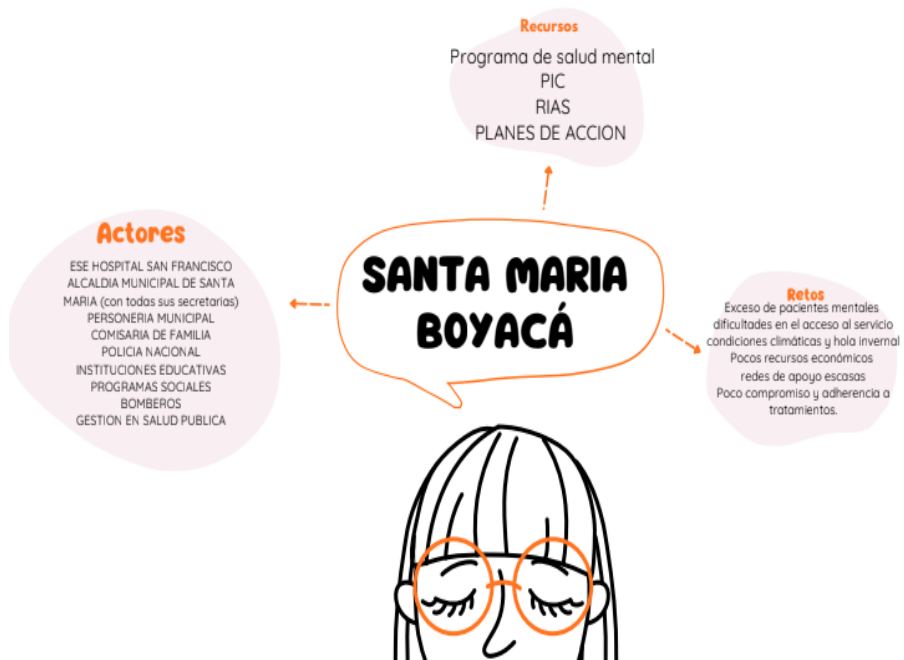 Recursos
Programa de salud mental
PIC
RIAS
PLANES DE ACCION
SANTA MARIA
BOYACÁ
Actores
ESE HOSPITAL SAN FRANCISCO
ALCALDIA MUNICIPAL DE SANTA
MARIA (con todas sus secretarias)
PERSONERIA MUNICIPAL
COMISARIA DE FAMILIA
POLICIA NACIONAL
INSTITUCIONES EDUCATIVAS
PROGRAMAS SOCIALES
BOMBEROS
GESTION EN SALUD PUBLICA
Retos
Exceso de pacientes mentales
dificultades en el acceso al servicio
condiciones climáticas y hola invernal
Pocos recursos económicos
redes de apoyo escasas
Poco compromiso y adherencia a
tratamientos.